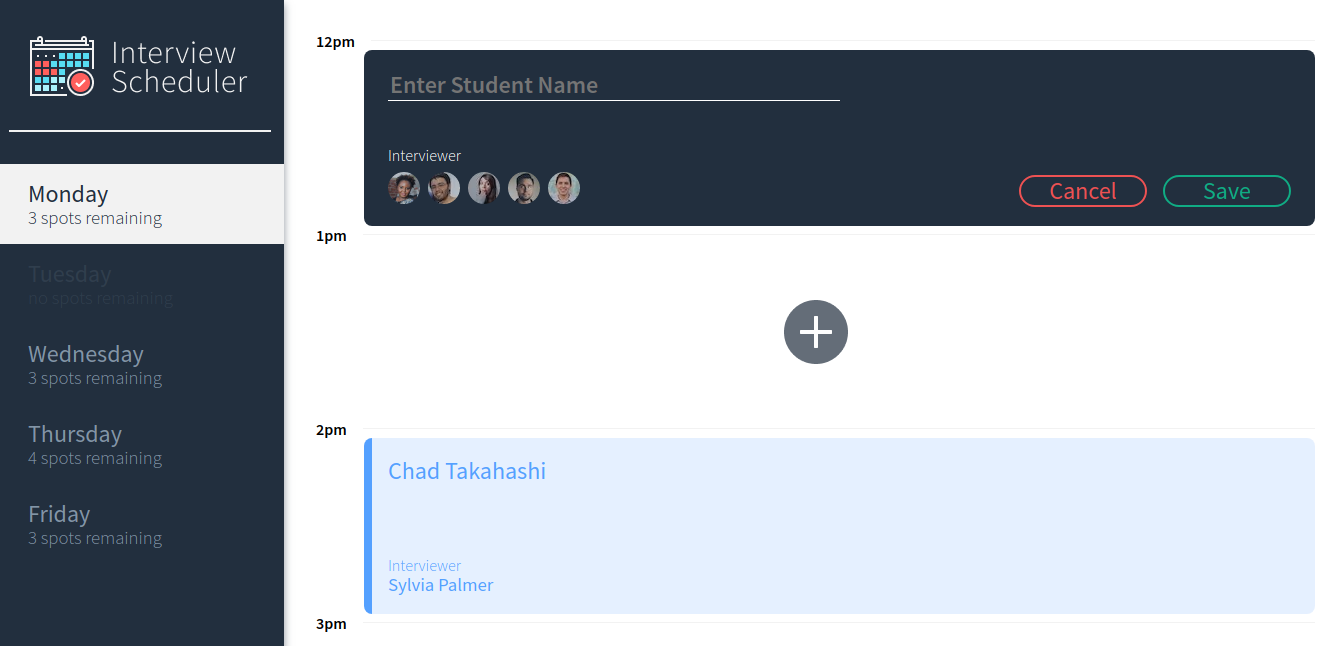 Interview
Scheduler
Monday
3 spots remaining
Tuesday
no spots remaining
Wednesday
3 spots remaining
Thursday
4 spots remaining
Friday
3 spots remaining
12pm
Enter Student Name
Interviewer
Cancel
Save
1pm
2pm
Chad Takahashi
Interviewer
Sylvia Palmer
3pm